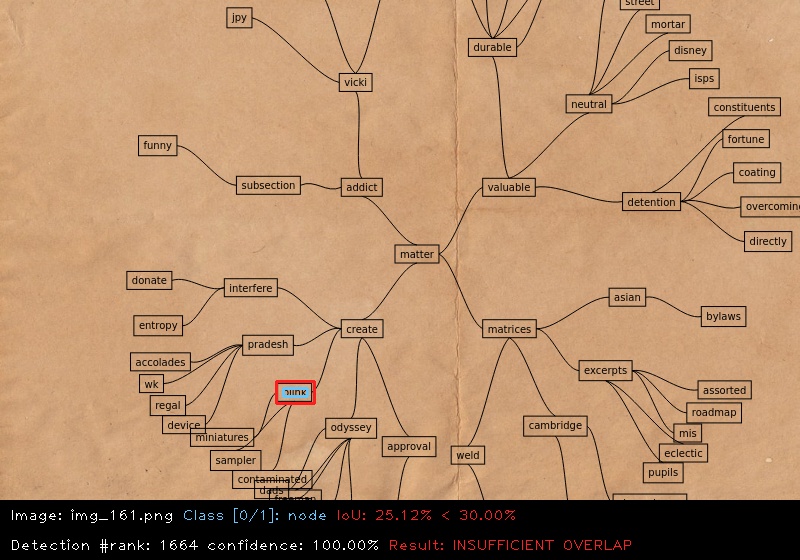 street
jpy
mortar
durable
disney
isps
vicki
neutral
constituents
fortune
funny
coating
subsection
addict
valuable
detention
overcoming
directly
matter
donate
interfere
asian
entropy
bylaws
create
matrices
pradesh
accolades
excerpts
wk
assorted
regal
roadmap
device
odyssey
cambridge
miniatures
mis
approval
eclectic
weld
sampler
pupils
contaminated
dads
freeman
Image: img_161.png Class [0/1]: node IoU: 25.12% < 30.00%
Detection #rank: 1664 confidence: 100.00% Result: INSUFFICIENT OVERLAP